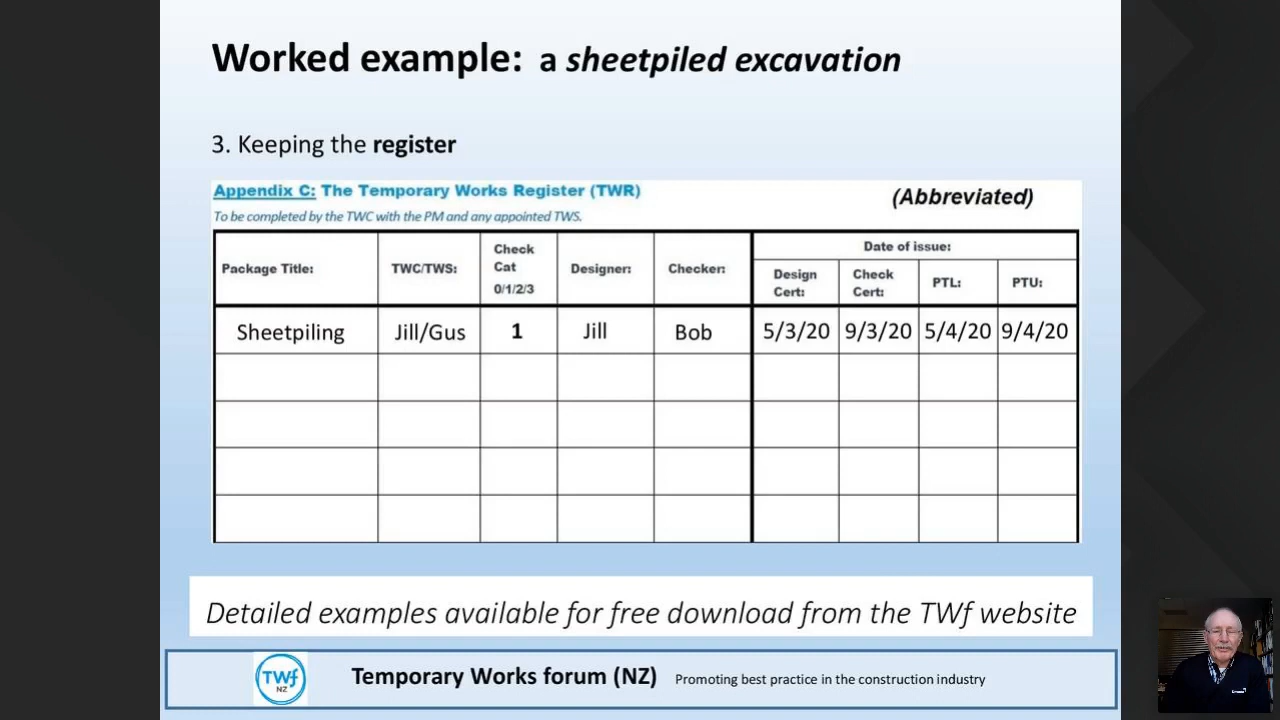 Worked example: a sheetpiled excavation
3. Keeping the register
Appendix C: The Temporary Works Register (TWR)
(Abbreviated)
To be completed by the TWC with the PM and any appointed TWS.
Package Title:
TWC/TWS:
Check
Cat
0/1/2/3
Designer:
Checker:
Date of issue:
Design
Cert:
Check
Cert:
PTL:
PTU:
Sheetpiling
Jill/Gus
1
Jill
Bob
5/3/20
9/3/20
5/4/20
9/4/20
Detailed examples available for free download from the TWf website
TWf
NZ
Temporary Works forum (NZ)
Promoting best practice in the construction industry